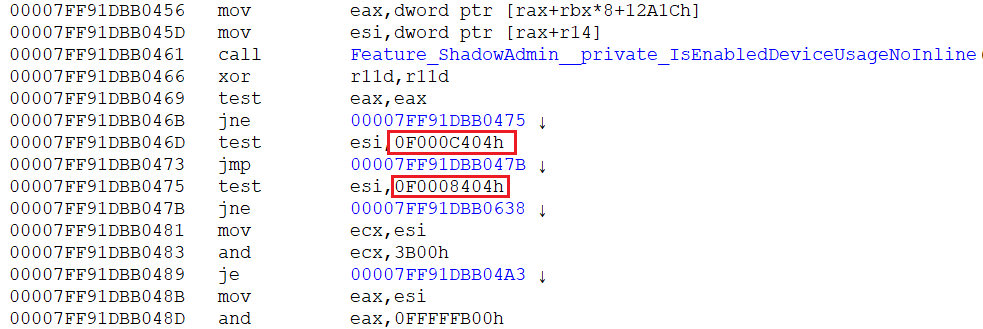 00007FF91DBB0456 mov eax,dword ptr [rax+rbx*8+12A1Ch]
00007FF91DBB045D mov esi,dword ptr [rax+r14]
00007FF91DBB0461 call Feature_ShadowAdmin__private_IsEnabledDeviceUsageNoInline(
00007FF91DBB0466 xor r11d,r11d
00007FF91DBB0469 test eax,eax
00007FF91DBB046B jne 00007FF91DBB0475 ↓
00007FF91DBB046D test esi,0F000C404h
00007FF91DBB0473 jmp 00007FF91DBB047B ↓
00007FF91DBB0475 test esi,0F0008404h
00007FF91DBB047B jne 00007FF91DBB0638 ↓
00007FF91DBB0481 mov ecx,esi
00007FF91DBB0483 and ecx,3B00h
00007FF91DBB0489 je 00007FF91DBB04A3 ↓
00007FF91DBB048B mov eax,esi
00007FF91DBB048D and eax,0FFFFFB00h